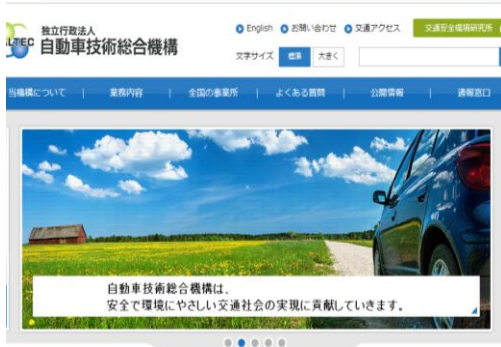 独立行政法人
自動車技術総合機構
English お問い合わせ 交通アクセス 交通安全環境研究所
文字サイズ 標準 大きく
当機構について | 業務内容 | 全国の事業所 | よくある質問 | 公開情報 | 通報窓口
自動車技術総合機構は、
安全で環境にやさしい交通社会の実現に貢献していきます。